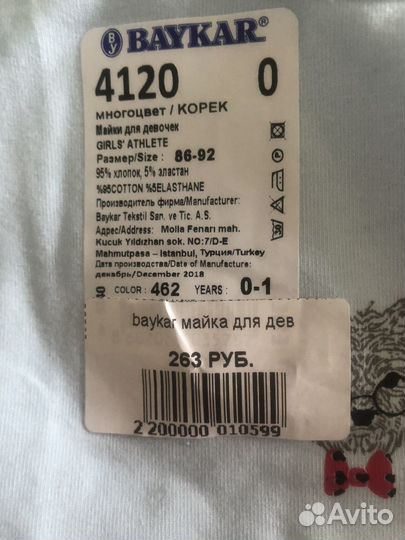 BAYKAR®
4120 0
многоцвет / КОРЕК
Майки для девочек
GIRLS' ATHLETE
Размер/Size : 86-92
95% хлопок, 5% эластан
%95COTTON %5ELASTHANE
Производитель фирма/Manufacturer:
Baykar Tekstil San. ve Tic. A.S.
Адрес/Address: Molla Fenari mah.
Kucuk Yildizhan sok. NO:7/D-E
Mahmutpasa – Istanbul, Турция/Turkey
Дата производства/Date of Manufacture:
декабрь/December 2018
COLOR : 462 YEARS : 0-1
baykar майка для дев
263 РУБ.
2 200000 010599
Avito